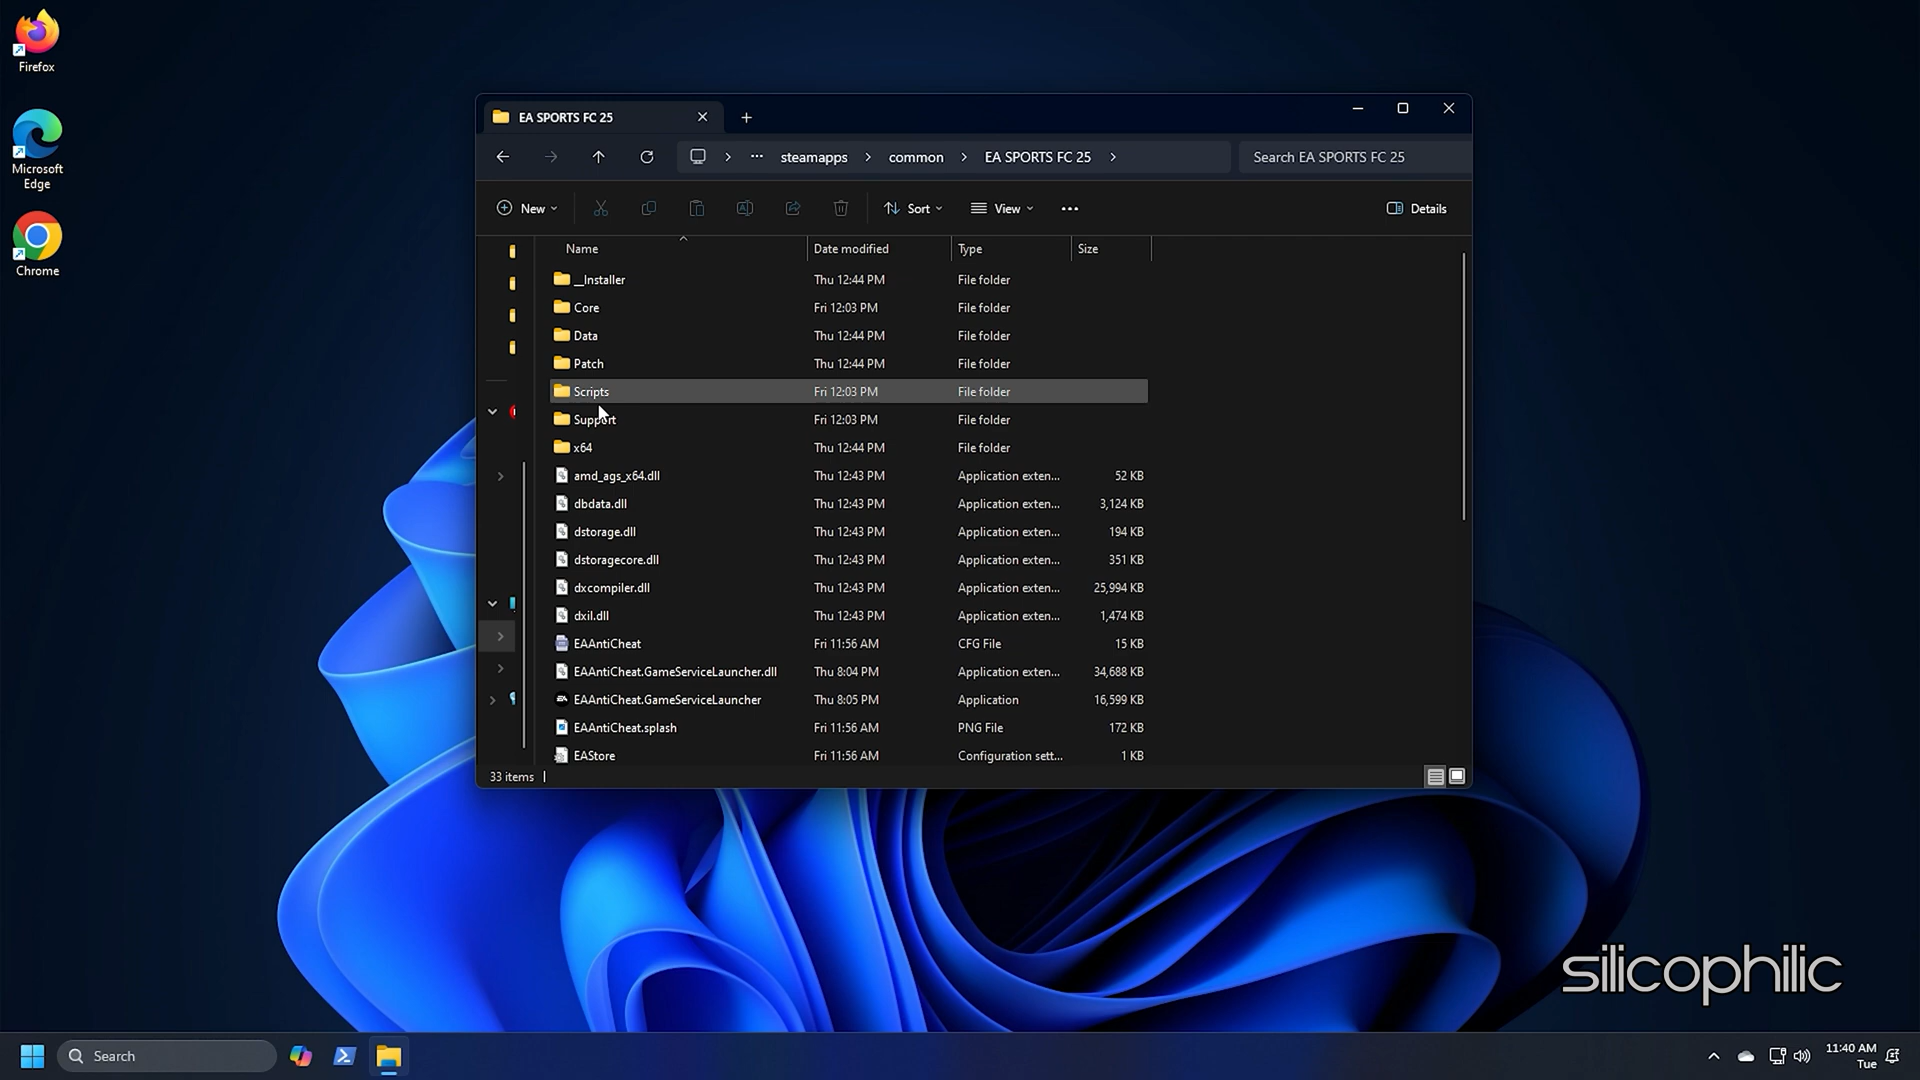 Firefox
Microsoft
Edge
Chrome
EA SPORTS FC 25
steamapps
common
EA SPORTS FC 25
Search EA SPORTS FC 25
New
Sort
View
Details
Name Date modified Type Size
__Installer Thu 12:44 PM File folder
Core Fri 12:03 PM File folder
Data Thu 12:44 PM File folder
Patch Thu 12:44 PM File folder
Scripts Fri 12:03 PM File folder
Support Fri 12:03 PM File folder
x64 Thu 12:44 PM File folder
amd_ags_x64.dll Thu 12:43 PM Application exten... 52 KB
dbdata.dll Thu 12:43 PM Application exten... 3,124 KB
dstorage.dll Thu 12:43 PM Application exten... 194 KB
dstoragecore.dll Thu 12:43 PM Application exten... 351 KB
dxcompiler.dll Thu 12:43 PM Application exten... 25,994 KB
dxil.dll Thu 12:43 PM Application exten... 1,474 KB
EAAntiCheat Fri 11:56 AM CFG File 15 KB
EAAntiCheat.GameServiceLauncher.dll Thu 8:04 PM Application exten... 34,688 KB
EAAntiCheat.GameServiceLauncher Thu 8:05 PM Application 16,599 KB
EAAntiCheat.splash Fri 11:56 AM PNG File 172 KB
EAStore Fri 11:56 AM Configuration sett... 1 KB
33 items
silicophilic
Search
11:40 AM
Tue